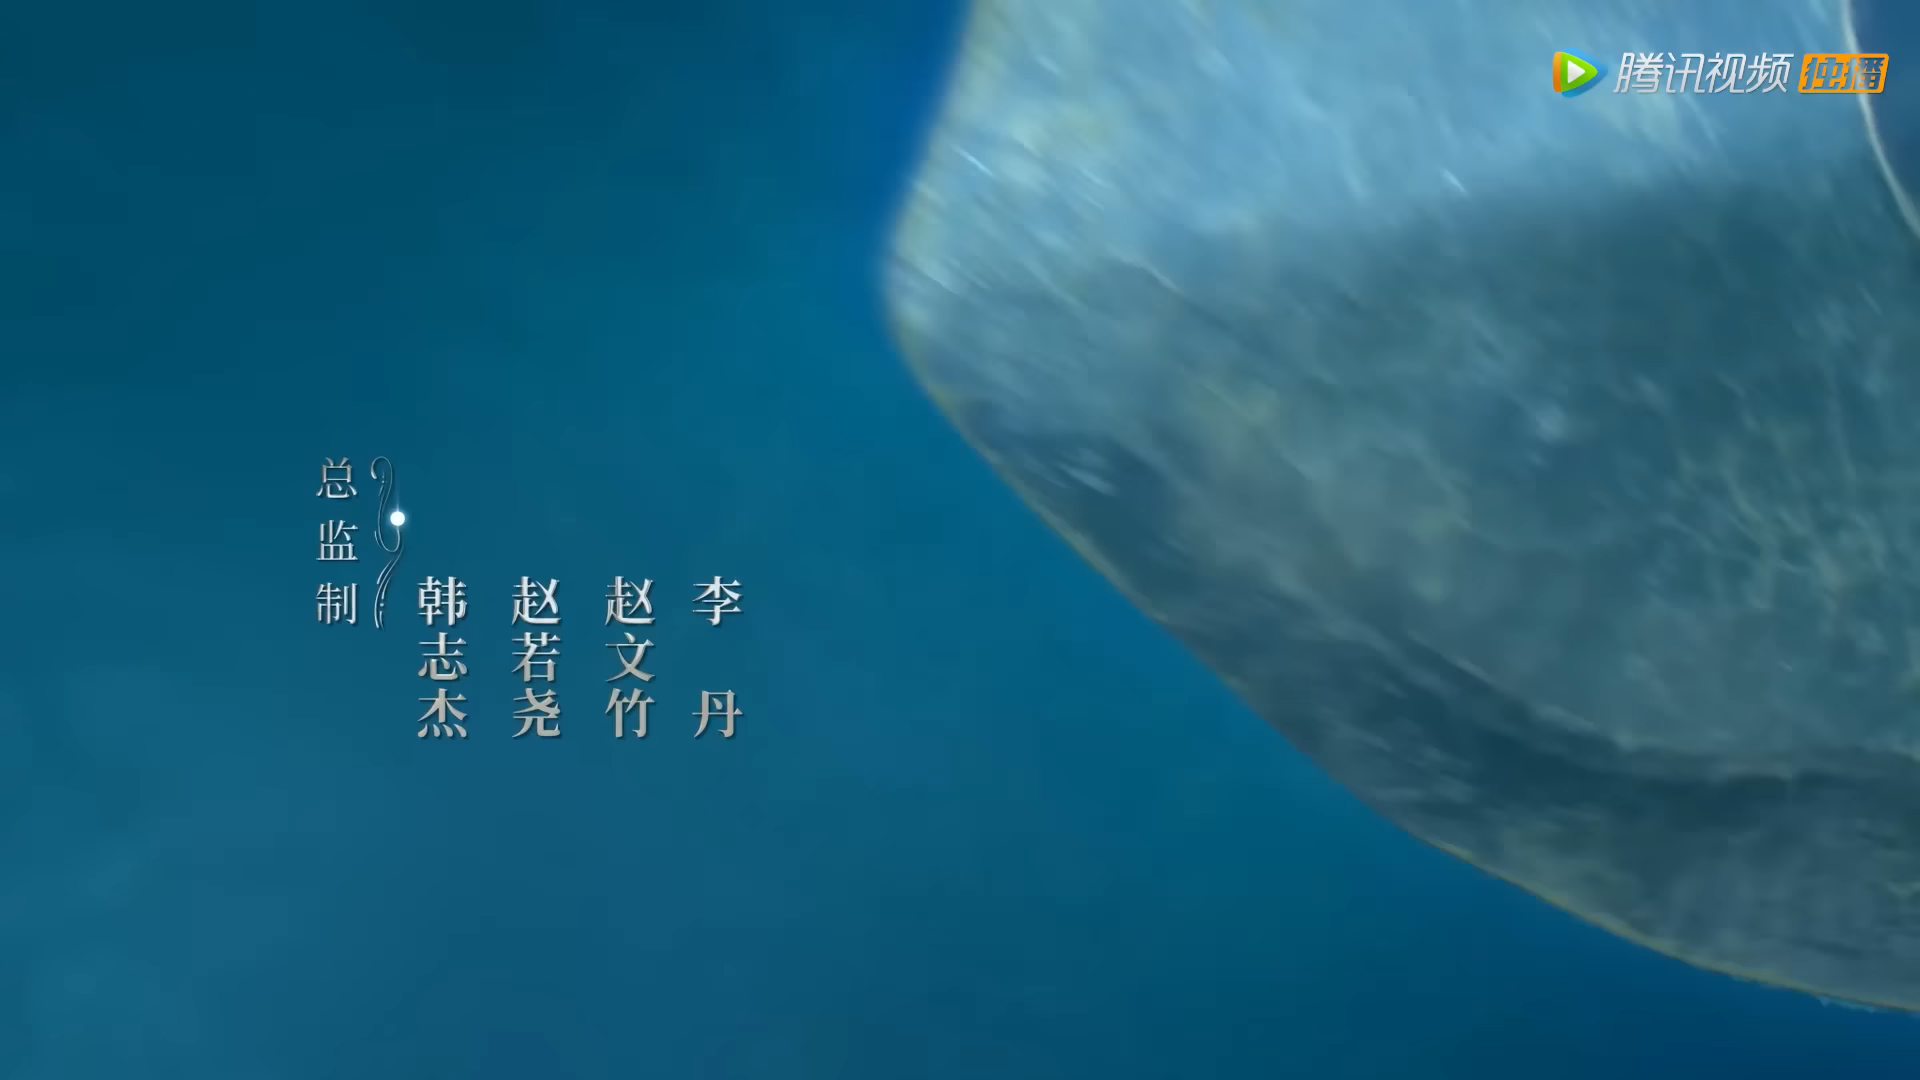 腾讯视频 独播
总监制
韩志杰
赵若尧
赵文竹
李丹